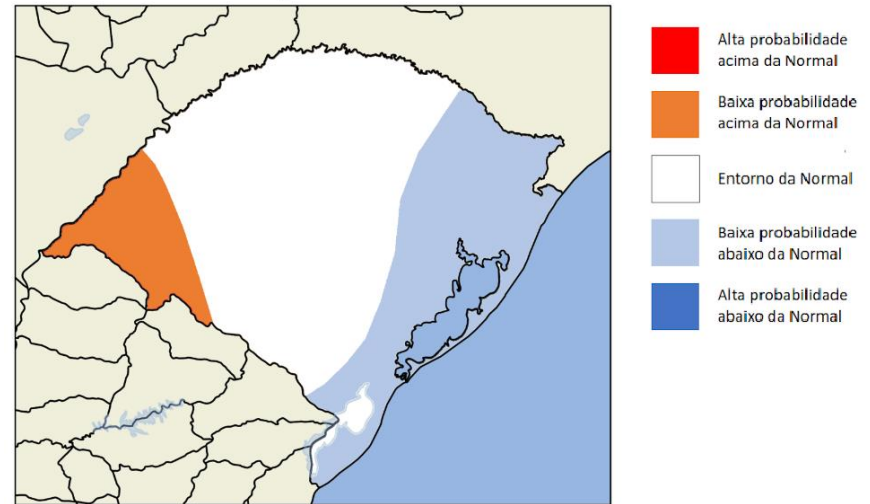 Alta probabilidade
acima da Normal
Baixa probabilidade
acima da Normal
Entorno da Normal
Baixa probabilidade
abaixo da Normal
Alta probabilidade
abaixo da Normal